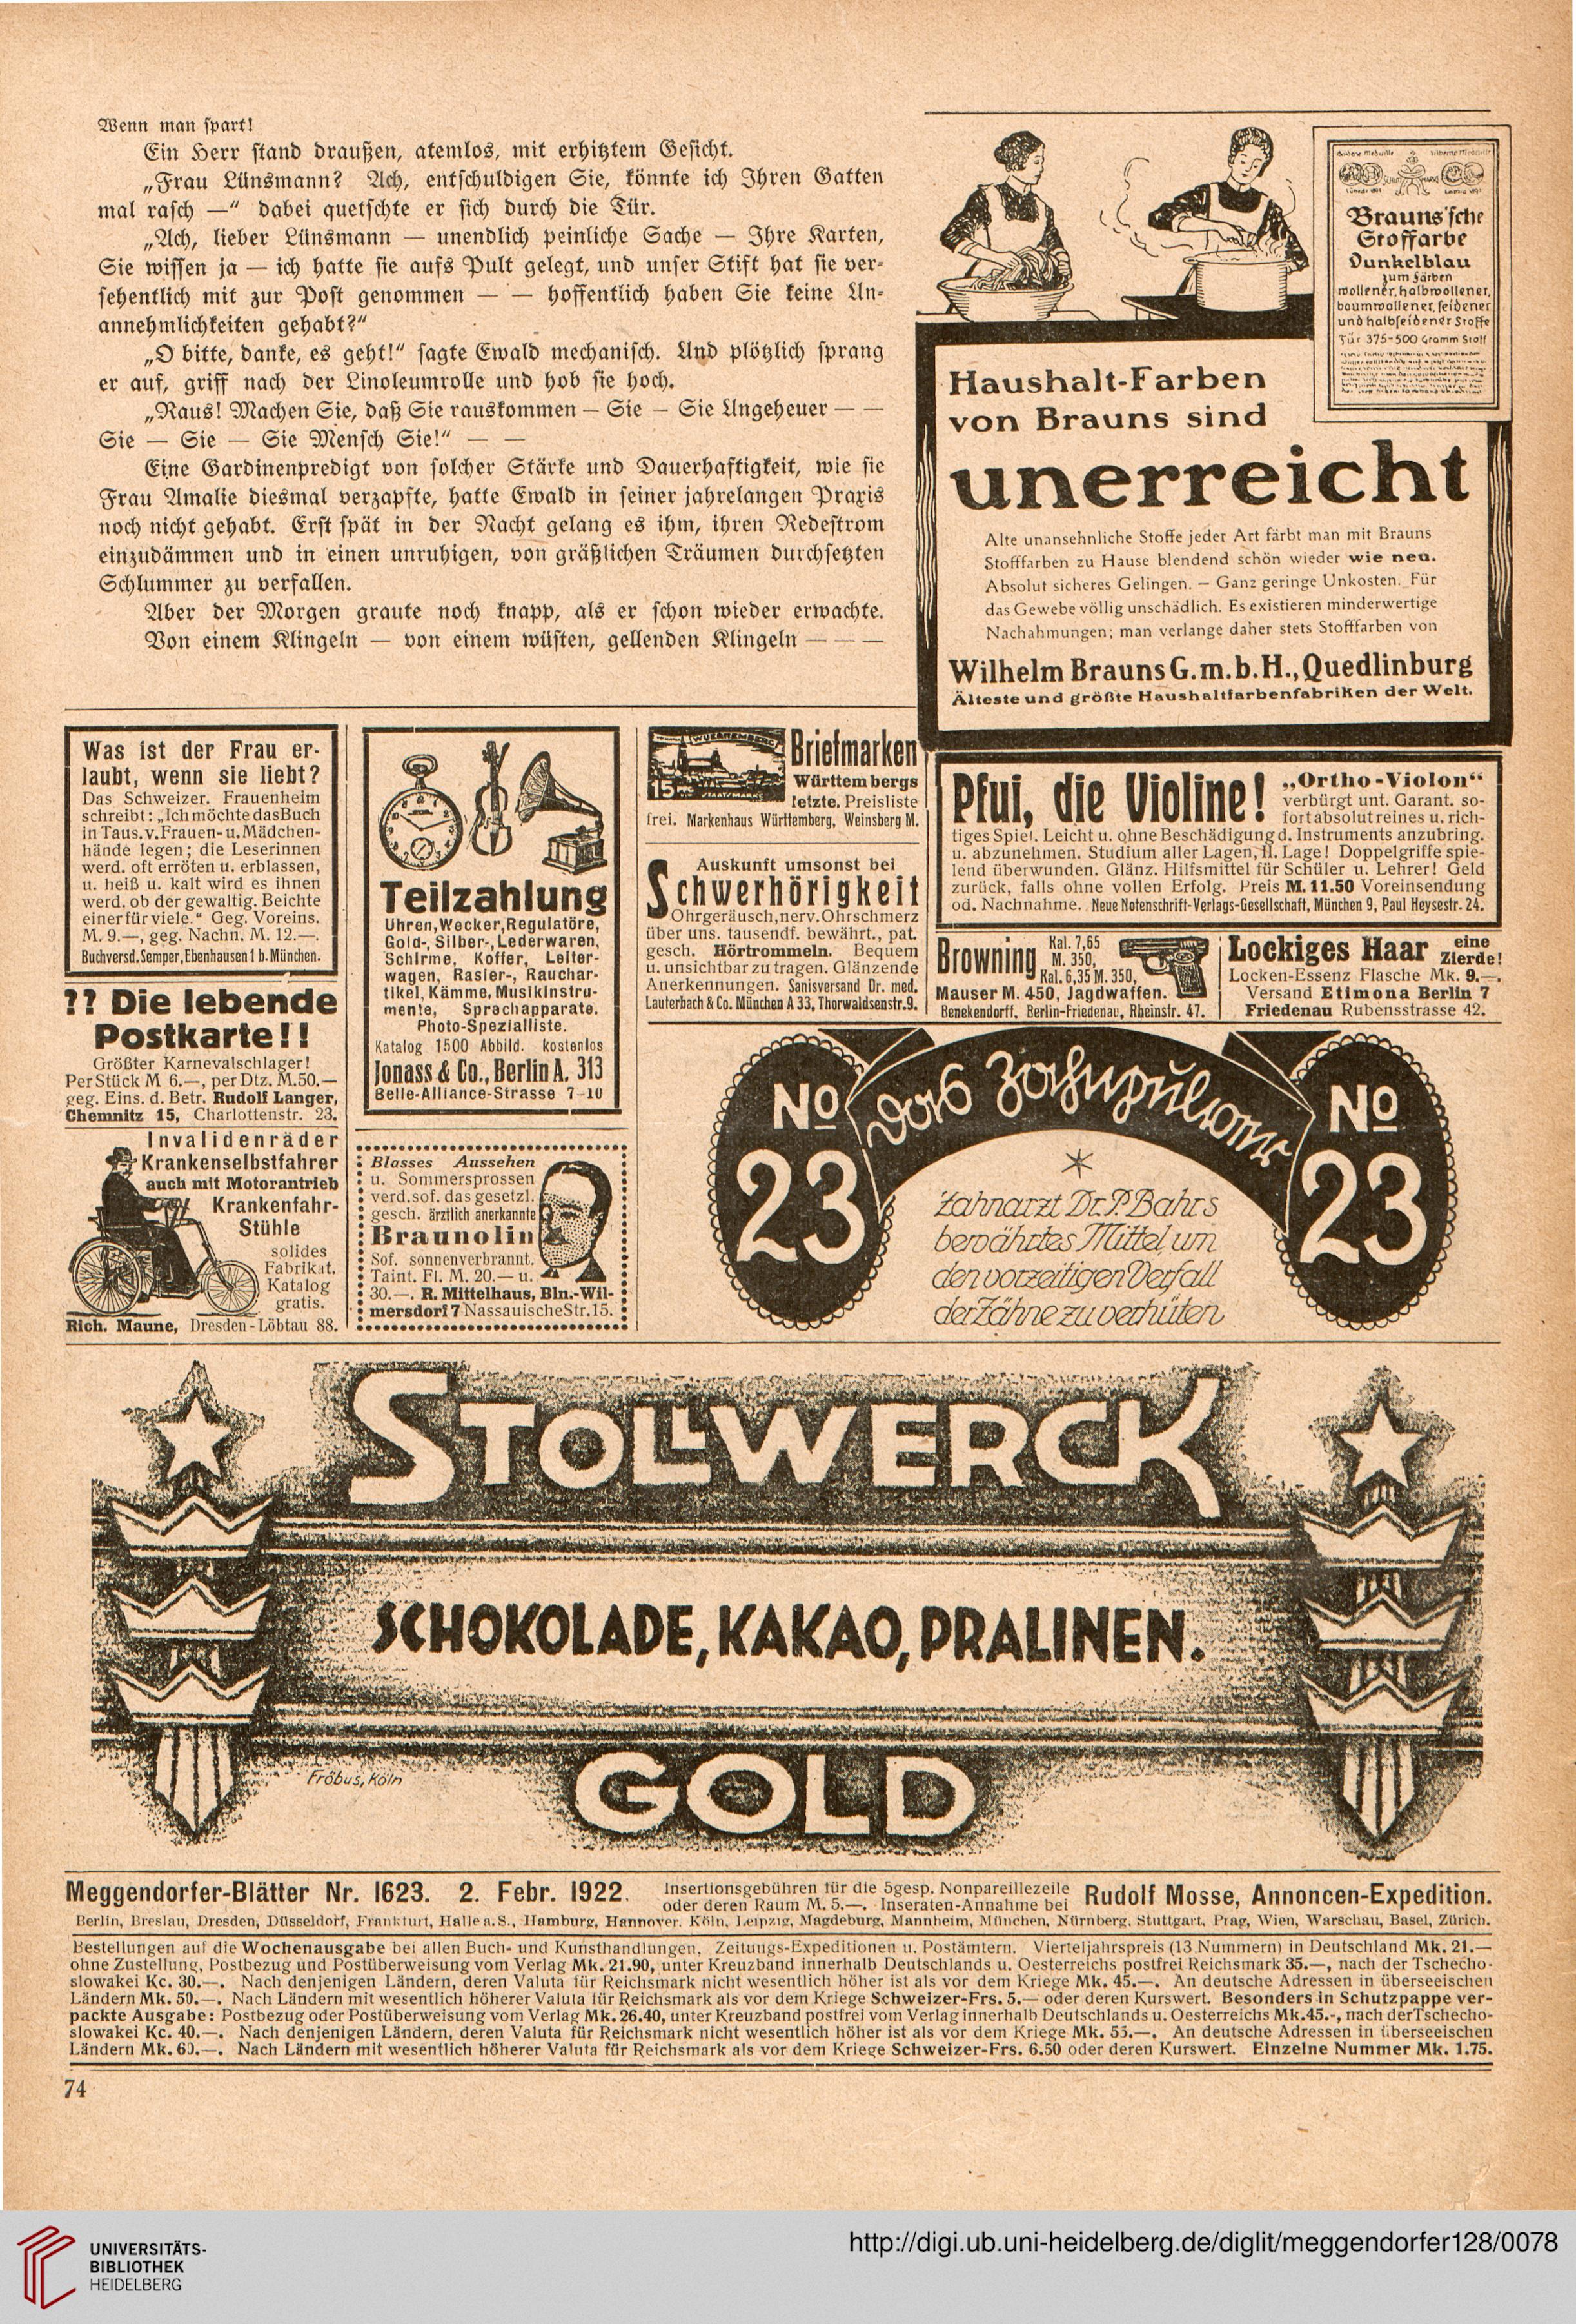 Wenn man spart!
Ein Herr stand draußen, atemlos, mit erhitztem Gesicht.
„Frau Lünsmann? Ach, entschuldigen Sie, könnte ich Ihren Gatten
mal rasch —“ dabei quetschte er sich durch die Tür.
„Ach, lieber Lünsmann — unendlich peinliche Sache — Ihre Karten,
Sie wissen ja — ich hatte sie aufs Pult gelegt, und unser Stift hat sie ver-
sehentlich mit zur Post genommen — — hoffentlich haben Sie keine Un-
annehmlichkeiten gehabt?“
„O bitte, danke, es geht!“ sagte Ewald mechanisch. Und plötzlich sprang
er auf, griff nach der Linoleumrolle und hob sie hoch.
„Raus! Machen Sie, daß Sie rauskommen — Sie — Sie Ungeheuer — —
Sie — Sie — Sie Mensch Sie!“ — —
Eine Gardinenpredigt von solcher Stärke und Dauerhaftigkeit, wie sie
Frau Amalie diesmal verzapfte, hatte Ewald in seiner jahrelangen Praxis
noch nicht gehabt. Erst spät in der Nacht gelang es ihm, ihren Redestrom
einzudämmen und in einen unruhigen, von gräßlichen Träumen durchsetzten
Schlummer zu verfallen.
Aber der Morgen graute noch knapp, als er schon wieder erwachte.
Von einem Klingeln — von einem wüsten, gellenden Klingeln — — —
Brauns'sche
Stoffarbe
Dunkelblau
zum Färben
wollener, halbwollener,
baumwollener, seidener
und halbseidener Stoffe
Für 375-500 Gramm Stoff
Haushalt-Farben
von Brauns sind
unerreicht
Alte unansehnliche Stoffe jeder Art färbt man mit Brauns
Stofffarben zu Hause blendend schön wieder wie neu.
Absolut sicheres Gelingen. — Ganz geringe Unkosten. Für
das Gewebe völlig unschädlich. Es existieren minderwertige
Nachahmungen; man verlange daher stets Stofffarben von
Wilhelm Brauns G.m.b.H., Quedlinburg
Älteste und größte Haushaltfarbenfabriken der Welt.
Was ist der Frau er-
laubt, wenn sie liebt?
Das Schweizer. Frauenheim
schreibt: „Ich möchte das Buch
in Taus. v. Frauen- u. Mädchen-
hände legen; die Leserinnen
werd. oft erröten u. erblassen,
u. heiß u. kalt wird es ihnen
werd. ob der gewaltig. Beichte
einer für viele.“ Geg. Voreins.
M. 9.—, geg. Nachn. M. 12.—.
Buchversd. Semper, Ebenhausen 1 b. München.
?? Die lebende
Postkarte!!
Größter Karnevalschlager!
Per Stück M 6.—, per Dtz. M.50.—
geg. Eins. d. Betr. Rudolf Langer,
Chemnitz 15, Charlottenstr. 23.
Invalidenräder
Krankenselbstfahrer
auch mit Motorantrieb
Krankenfahr-
Stühle
solides
Fabrikat.
Katalog
gratis.
Rich. Maune, Dresden-Löbtau 88.
Teilzahlung
Uhren, Wecker, Regulatöre,
Gold-, Silber-, Lederwaren,
Schirme, Koffer, Leiter-
wagen, Rasier-, Rauchar-
tikel, Kämme, Musikinstru-
mente, Sprechapparate.
Photo-Spezialliste.
Katalog 1500 Abbild. kostenlos
Jonass & Co., Berlin A. 313
Belle-Alliance-Strasse 7-10
Blasses Aussehen
u. Sommersprossen
verd. sof. das gesetzl.
gesch. ärztlich anerkannte
Braunolin
Sof. sonnenverbrannt.
Taint. Fl. M. 20.— u.
30.—. R. Mittelhaus, Bln.-Wil-
mersdorf 7 Nassauische Str. 15.
WUERTTEMBERG
15
Briefmarken
Württembergs
letzte. Preisliste
frei. Markenhaus Württemberg, Weinsberg M.
Auskunft umsonst bei
Schwerhörigkeit
Ohrgeräusch, nerv. Ohrschmerz
über uns. tausendf. bewährt., pat.
gesch. Hörtrommeln. Bequem
u. unsichtbar zu tragen. Glänzende
Anerkennungen. Sanisversand Dr. med.
Lauterbach & Co. München A 33, Thorwaldsenstr. 9.
Pfui, die Violine!
„Ortho-Violon“
verbürgt unt. Garant. so-
fort absolut reines u. rich-
tiges Spiel. Leicht u. ohne Beschädigung d. Instruments anzubring.
u. abzunehmen. Studium aller Lagen, II. Lage! Doppelgriffe spie-
lend überwunden. Glänz. Hilfsmittel für Schüler u. Lehrer! Geld
zurück, falls ohne vollen Erfolg. Preis M. 11.50 Voreinsendung
od. Nachnahme. Neue Notenschrift-Verlags-Gesellschaft, München 9, Paul Heysestr. 24.
Browning Kal. 7,65
M. 350,
Kal. 6,35 M. 350,
Mauser M. 450, Jagdwaffen.
Benekendorff, Berlin-Friedenau, Rheinstr. 47.
Lockiges Haar eine
Zierde!
Locken-Essenz Flasche Mk. 9.—.
Versand Etimona Berlin 7
Friedenau Rubensstrasse 42.
No 23
Das Zahnpulver
No 23
Zahnarzt Dr. P. Bahrs
bewährtes Mittel, um
den vorzeitigen Verfall
der Zähne zu verhüten
STOLLWERCK
SCHOKOLADE, KAKAO, PRALINEN.
GOLD
Fröbus, Köln
Meggendorfer-Blätter Nr. 1623. 2. Febr. 1922.
Insertionsgebühren für die 5gesp. Nonpareillezeile
oder deren Raum M. 5.—. Inseraten-Annahme bei
Rudolf Mosse, Annoncen-Expedition.
Berlin, Breslau, Dresden, Düsseldorf, Frankfurt, Halle a. S., Hamburg, Hannover, Köln, Leipzig, Magdeburg, Mannheim, München, Nürnberg, Stuttgart, Prag, Wien, Warschau, Basel, Zürich.
Bestellungen auf die Wochenausgabe bei allen Buch- und Kunsthandlungen, Zeitungs-Expeditionen u. Postämtern. Vierteljahrspreis (13 Nummern) in Deutschland Mk. 21.—
ohne Zustellung, Postbezug und Postüberweisung vom Verlag Mk. 21.90, unter Kreuzband innerhalb Deutschlands u. Oesterreichs postfrei Reichsmark 35.—, nach der Tschecho-
slowakei Kc. 30.—. Nach denjenigen Ländern, deren Valuta für Reichsmark nicht wesentlich höher ist als vor dem Kriege Mk. 45.—. An deutsche Adressen in überseeischen
Ländern Mk. 50.—. Nach Ländern mit wesentlich höherer Valuta für Reichsmark als vor dem Kriege Schweizer-Frs. 5.— oder deren Kurswert. Besonders in Schutzpappe ver-
packte Ausgabe: Postbezug oder Postüberweisung vom Verlag Mk. 26.40, unter Kreuzband postfrei vom Verlag innerhalb Deutschlands u. Oesterreichs Mk. 45.-, nach der Tschecho-
slowakei Kc. 40.—. Nach denjenigen Ländern, deren Valuta für Reichsmark nicht wesentlich höher ist als vor dem Kriege Mk. 55.—. An deutsche Adressen in überseeischen
Ländern Mk. 60.—. Nach Ländern mit wesentlich höherer Valuta für Reichsmark als vor dem Kriege Schweizer-Frs. 6.50 oder deren Kurswert. Einzelne Nummer Mk. 1.75.
74
UNIVERSITÄTS-
BIBLIOTHEK
HEIDELBERG
http://digi.ub.uni-heidelberg.de/diglit/meggendorfer128/0078